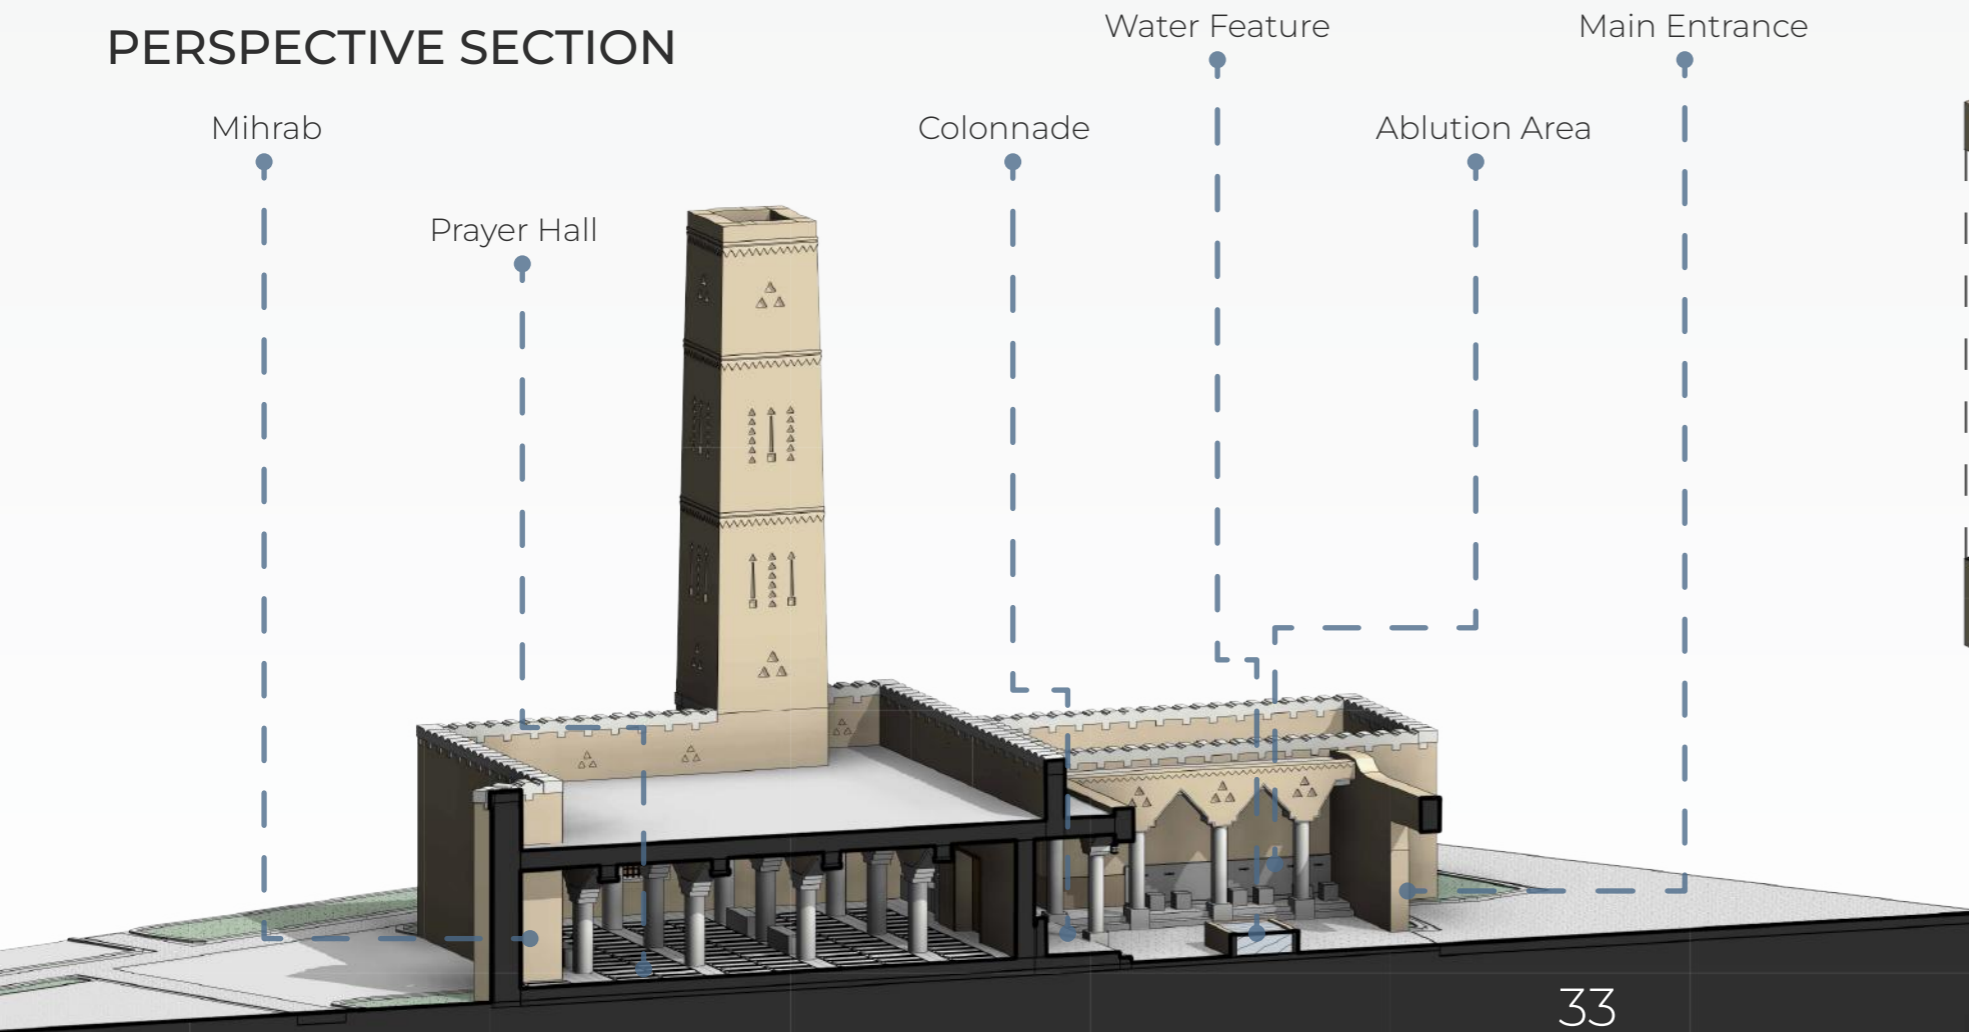 PERSPECTIVE SECTION
Water Feature
Main Entrance
Mihrab
Colonnade
Ablution Area
Prayer Hall
33